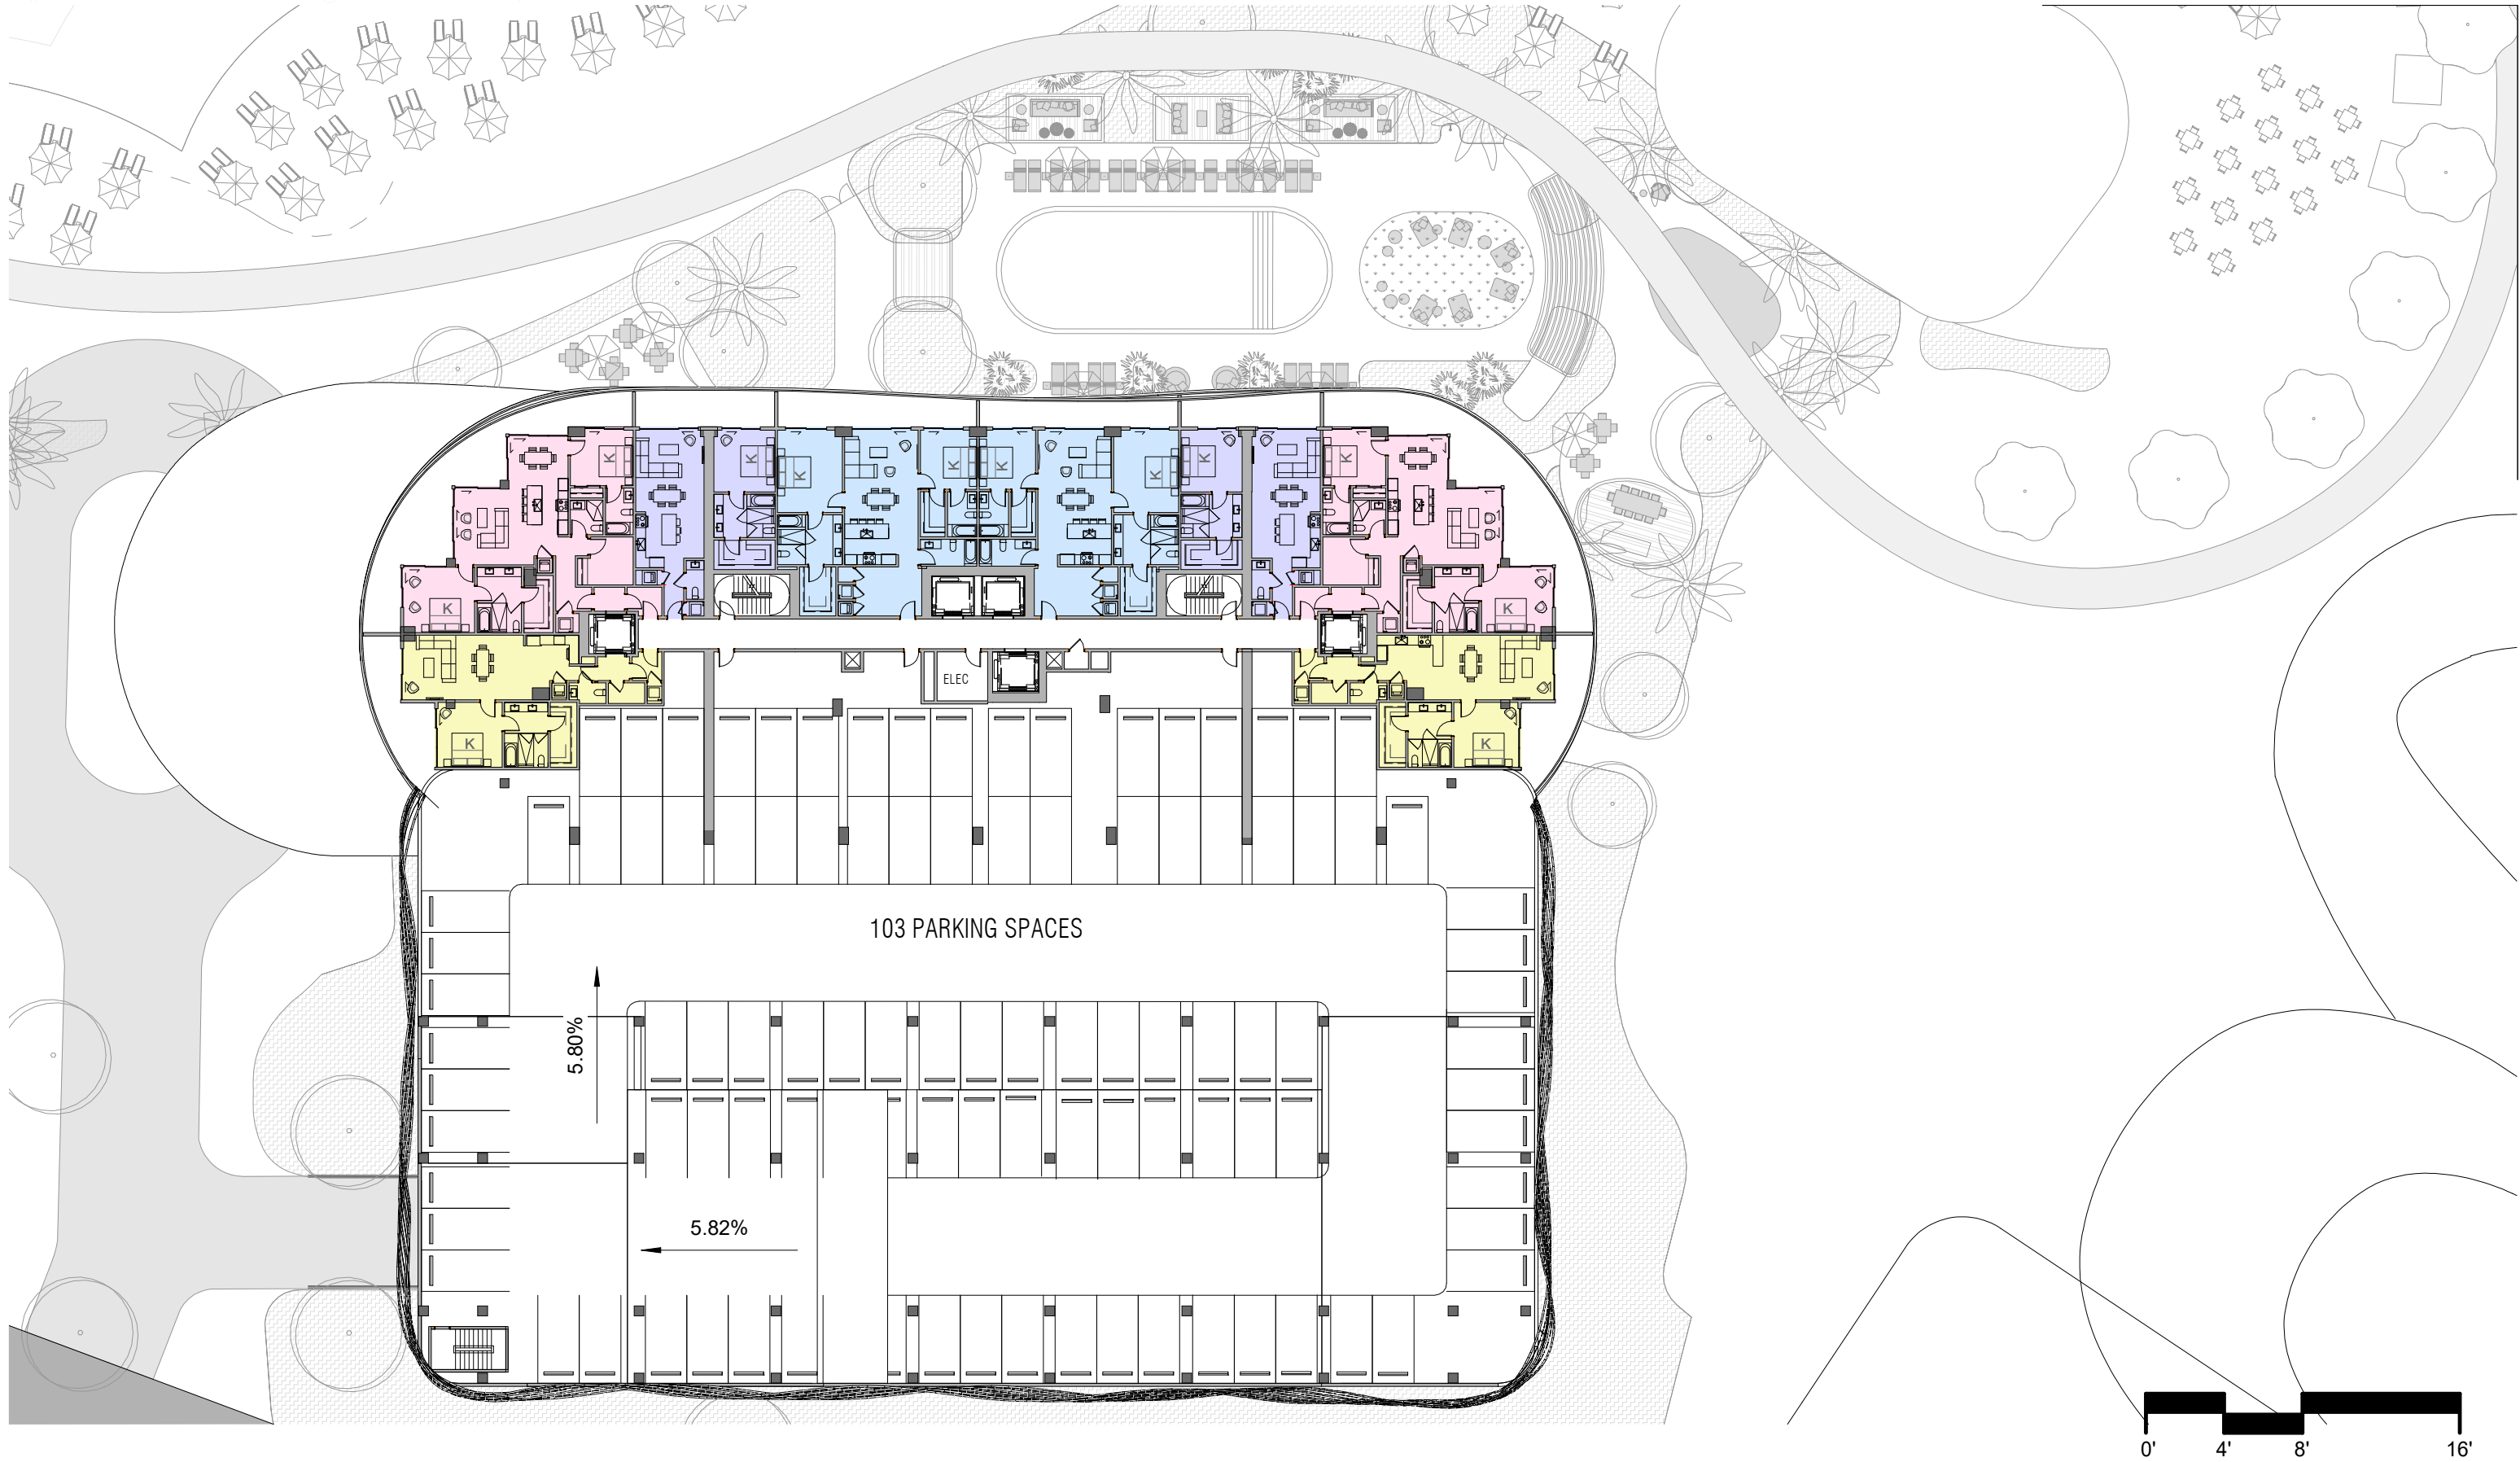 K K K K K K K K
K K
ELEC
K K
103 PARKING SPACES
5.80%
5.82%
0' 4' 8' 16'